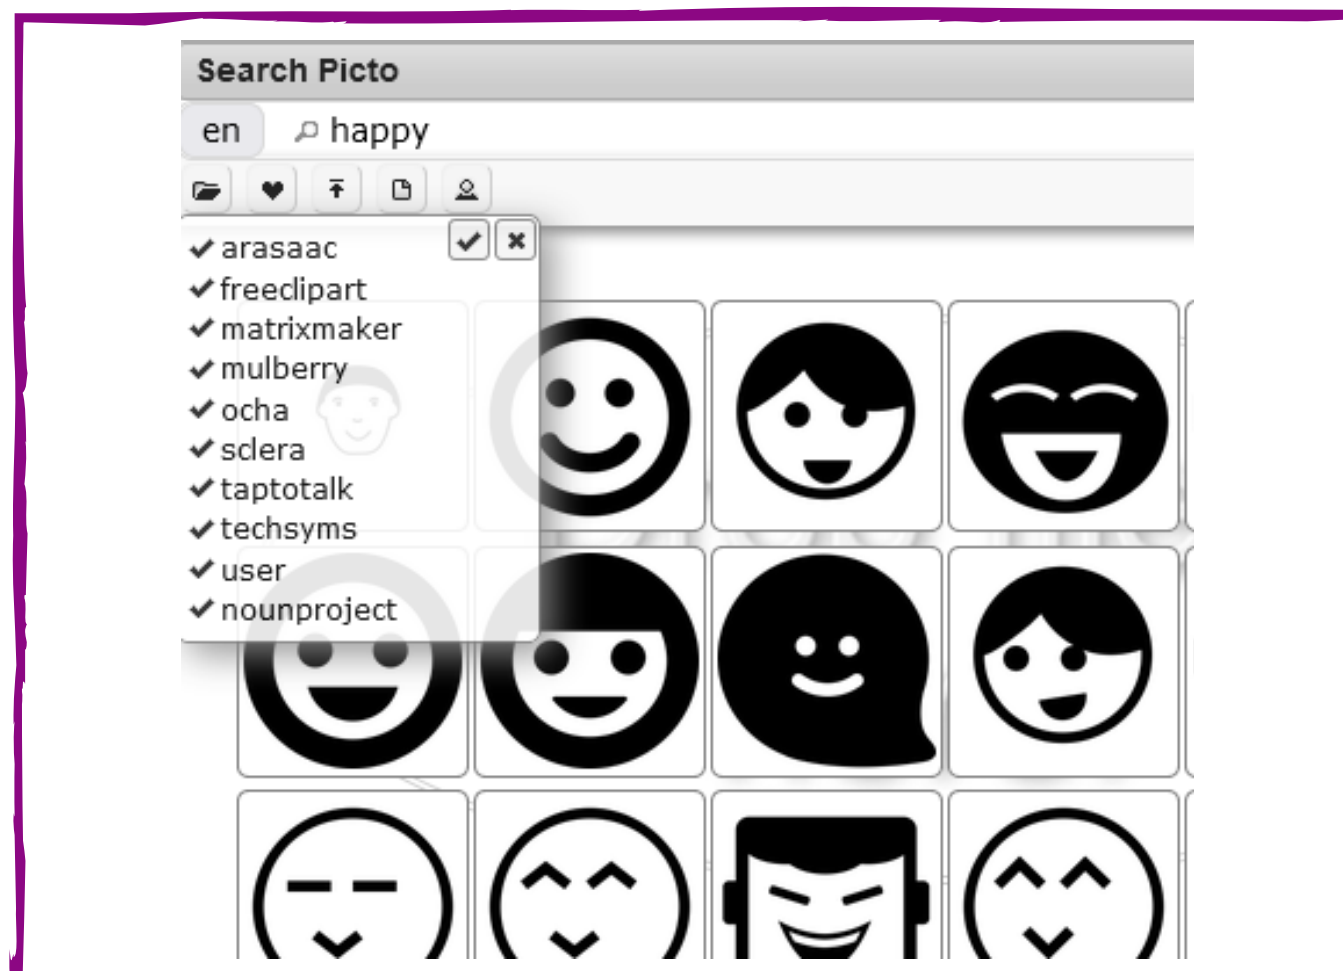 Search Picto
en happy
arasaac
freeclipart
matrixmaker
mulberry
ocha
sclera
taptotalk
techsyms
user
nounproject